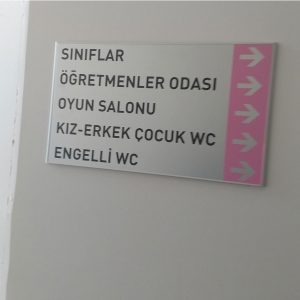 SINIFLAR
ÖĞRETMENLER ODASI
OYUN SALONU
KIZ-ERKEK ÇOCUK WC
ENGELLİ WC